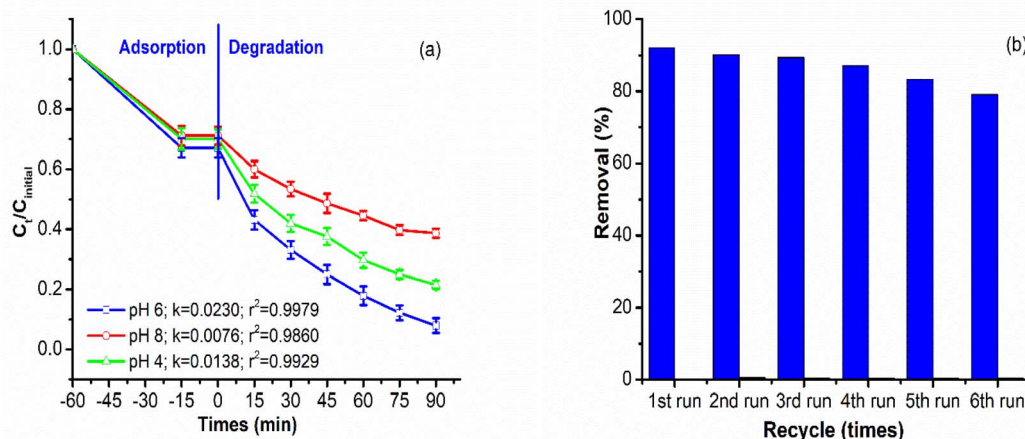 Adsorption Degradation (a)
C_t/C_initial
1.0
0.8
0.6
0.4
0.2
0.0
pH 6; k=0.0230; r²=0.9979
pH 8; k=0.0076; r²=0.9860
pH 4; k=0.0138; r²=0.9929
-60 -45 -30 -15 0 15 30 45 60 75 90
Times (min)
(b)
Removal (%)
100
80
60
40
20
0
1st run 2nd run 3rd run 4th run 5th run 6th run
Recycle (times)